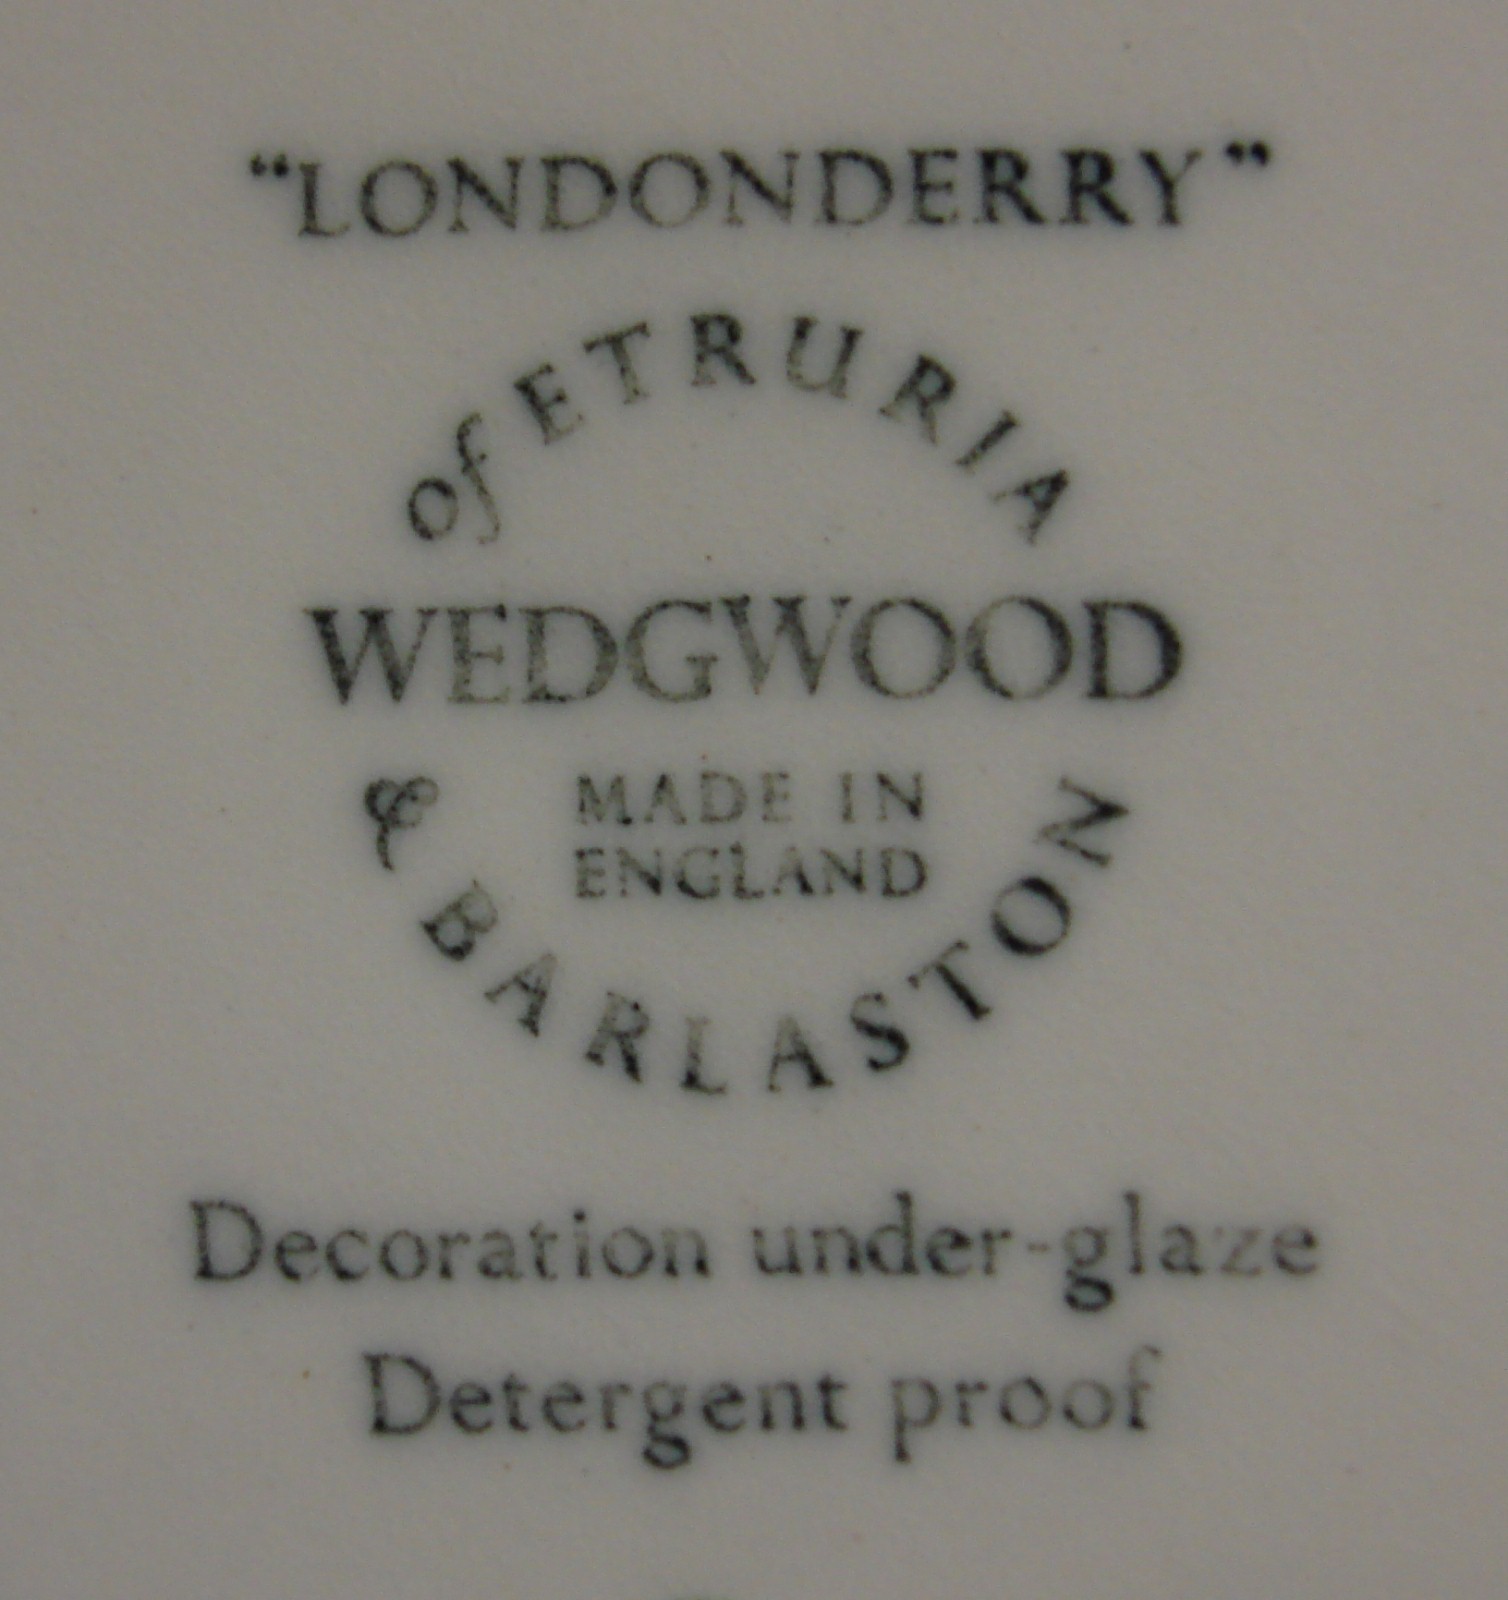 “LONDONDERRY”
of ETRURIA
WEDGWOOD
MADE IN
ENGLAND
& BARLASTON
Decoration under-glaze
Detergent proof